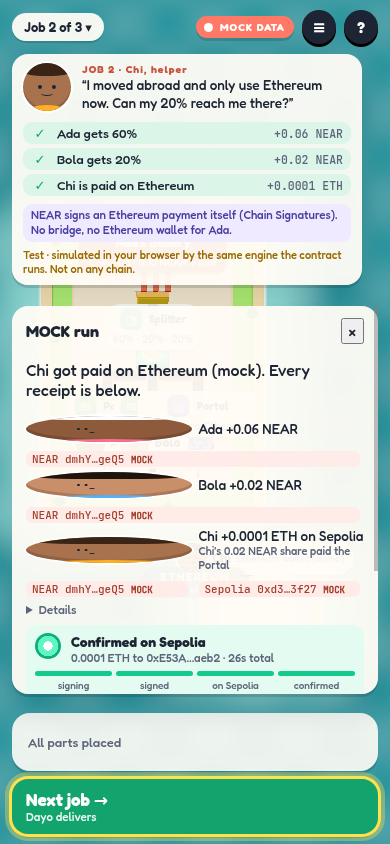 Job 2 of 3 ▾
MOCK DATA
≡
?
JOB 2 · Chi, helper
“I moved abroad and only use Ethereum
now. Can my 20% reach me there?”
✓ Ada gets 60% +0.06 NEAR
✓ Bola gets 20% +0.02 NEAR
✓ Chi is paid on Ethereum +0.0001 ETH
NEAR signs an Ethereum payment itself (Chain Signatures).
No bridge, no Ethereum wallet for Ada.
Test · simulated in your browser by the same engine the contract
runs. Not on any chain.
MOCK run
×
Splitter
60% · 20% · 20%
Chi got paid on Ethereum (mock). Every
receipt is below.
Portal
Ada +0.06 NEAR
NEAR dmhY…geQ5 MOCK
Bola +0.02 NEAR
NEAR dmhY…geQ5 MOCK
Chi +0.0001 ETH on Sepolia
Chi's 0.02 NEAR share paid the
Portal
NEAR dmhY…geQ5 MOCK
Sepolia 0xd3…3f27 MOCK
▶ Details
Confirmed on Sepolia
0.0001 ETH to 0xE53A…aeb2 · 26s total
signing signed on Sepolia confirmed
All parts placed
Next job →
Dayo delivers